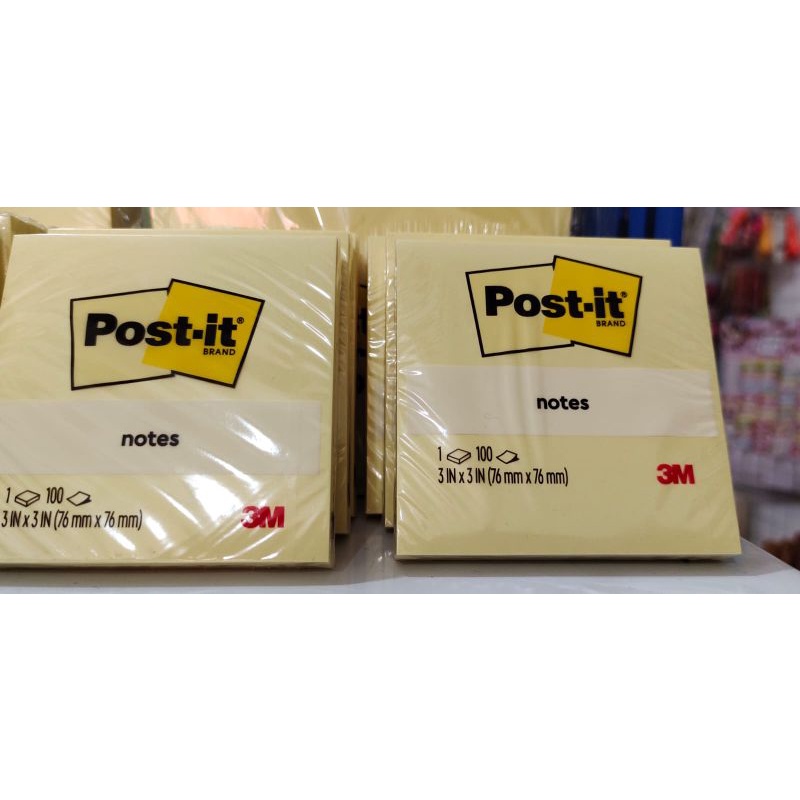 Post-it®
BRAND
notes
1 100
3 IN x 3 IN (76 mm x 76 mm)
3M
Post-it®
BRAND
notes
1 100
3 IN x 3 IN (76 mm x 76 mm)
3M